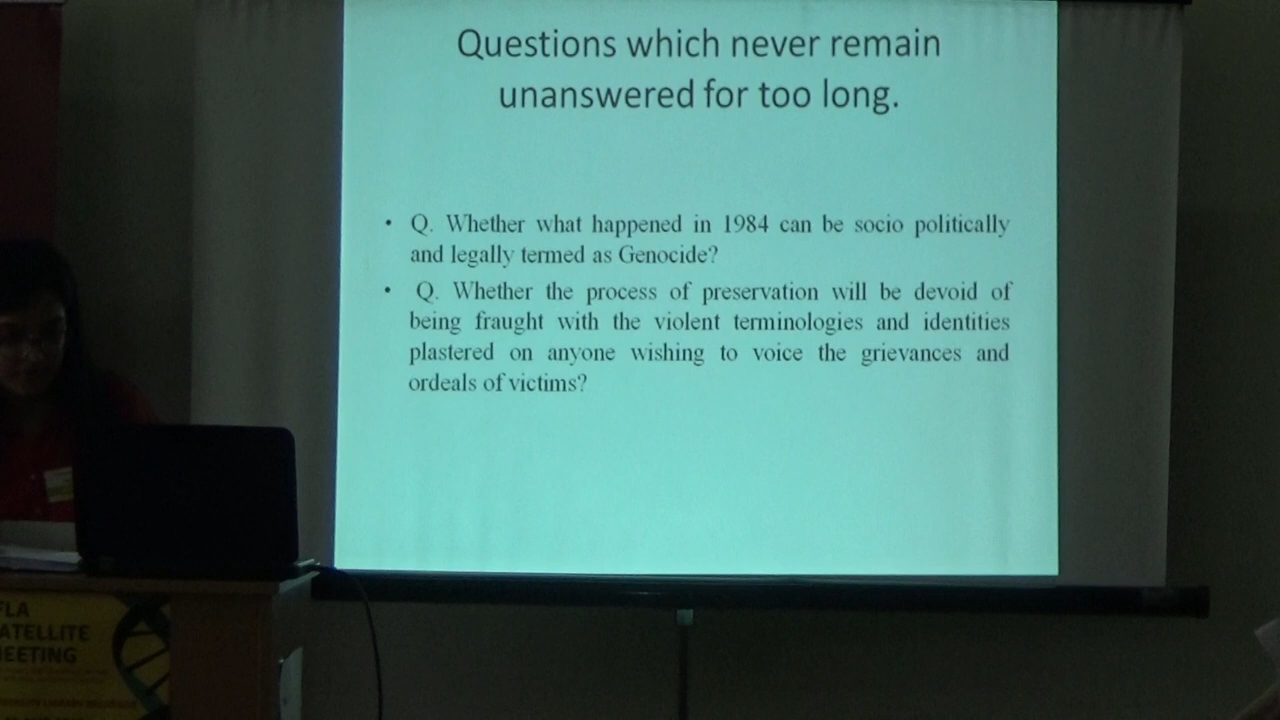 Questions which never remain
unanswered for too long.
• Q. Whether what happened in 1984 can be socio politically
and legally termed as Genocide?
• Q. Whether the process of preservation will be devoid of
being fraught with the violent terminologies and identities
plastered on anyone wishing to voice the grievances and
ordeals of victims?
FLA
ATELLITE
EETING